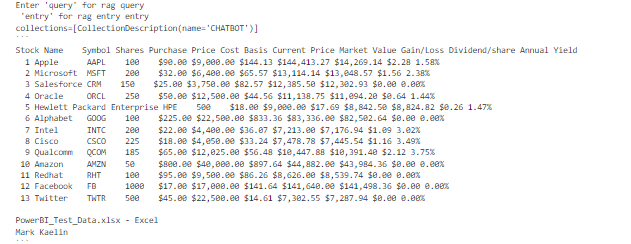 Enter 'query' for rag query
'entry' for rag entry entry
collections=[CollectionDescription(name='CHATBOT')]
```
Stock Name Symbol Shares Purchase Price Cost Basis Current Price Market Value Gain/Loss Dividend/share Annual Yield
1 Apple AAPL 100 $90.00 $9,000.00 $144.13 $144,413.27 $14,269.14 $2.28 1.58%
2 Microsoft MSFT 200 $32.00 $6,400.00 $65.57 $13,114.14 $13,048.57 $1.56 2.38%
3 Salesforce CRM 150 $25.00 $3,750.00 $82.57 $12,385.50 $12,302.93 $0.00 0.00%
4 Oracle ORCL 250 $50.00 $12,500.00 $44.56 $11,138.75 $11,094.20 $0.64 1.44%
5 Hewlett Packard Enterprise HPE 500 $18.00 $9,000.00 $17.69 $8,842.50 $8,824.82 $0.26 1.47%
6 Alphabet GOOG 100 $225.00 $22,500.00 $833.36 $83,336.00 $82,502.64 $0.00 0.00%
7 Intel INTC 200 $22.00 $4,400.00 $36.07 $7,213.00 $7,176.94 $1.09 3.02%
8 Cisco CSCO 225 $18.00 $4,050.00 $33.24 $7,478.78 $7,445.54 $1.16 3.49%
9 Qualcomm QCOM 185 $65.00 $12,025.00 $56.48 $10,447.88 $10,391.40 $2.12 3.75%
10 Amazon AMZN 50 $800.00 $40,000.00 $897.64 $44,882.00 $43,984.36 $0.00 0.00%
11 Redhat RHT 100 $95.00 $9,500.00 $86.26 $8,626.00 $8,539.74 $0.00 0.00%
12 Facebook FB 1000 $17.00 $17,000.00 $141.64 $141,640.00 $141,498.36 $0.00 0.00%
13 Twitter TWTR 500 $45.00 $22,500.00 $14.61 $7,302.55 $7,287.94 $0.00 0.00%
PowerBI_Test_Data.xlsx - Excel
Mark Kaelin
```